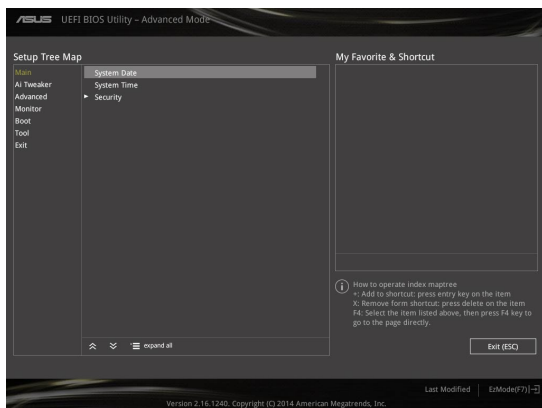 ASUS UEFI BIOS Utility – Advanced Mode
Setup Tree Map
Main
Ai Tweaker
Advanced
Monitor
Boot
Tool
Exit
System Date
System Time
Security
expand all
My Favorite & Shortcut
How to operate index maptree
+: Add to shortcut: press entry key on the item
X: Remove form shortcut: press delete on the item
F4: Select the item listed above, then press F4 key to
go to the page directly.
Exit (ESC)
Last Modified
EzMode(F7)
Version 2.16.1240. Copyright (C) 2014 American Megatrends, Inc.